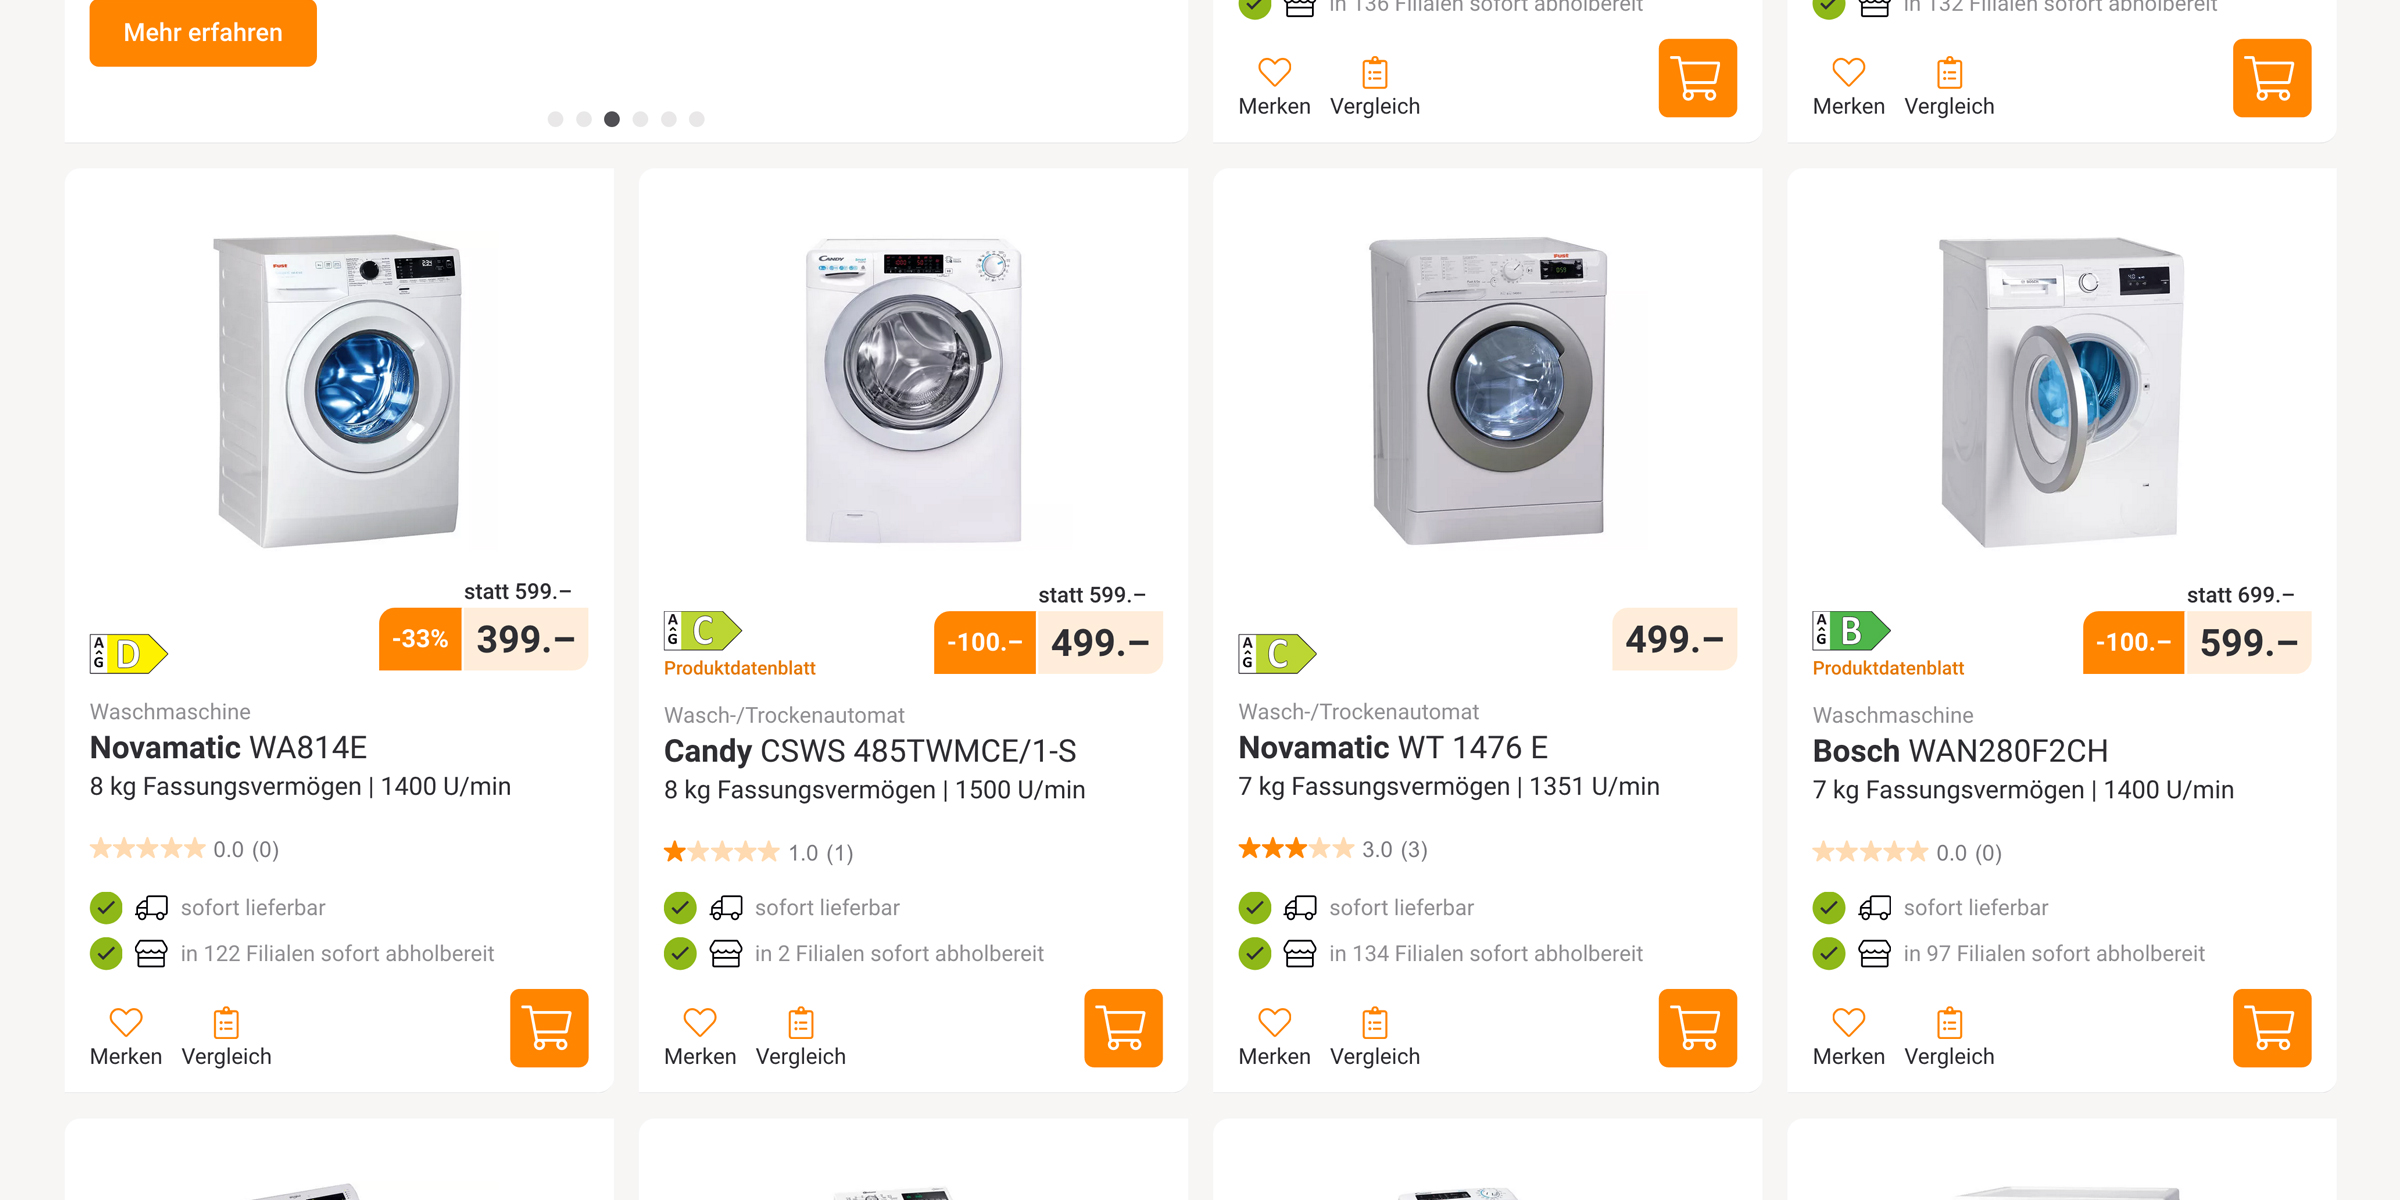 Mehr erfahren
in 136 Filialen sofort abholbereit
in 132 Filialen sofort abholbereit
Merken Vergleich
Merken Vergleich
Fust
CANDY
Fust
BOSCH
statt 599.–
A
G
D
-33% 399.–
Waschmaschine
Novamatic WA814E
8 kg Fassungsvermögen | 1400 U/min
0.0 (0)
sofort lieferbar
in 122 Filialen sofort abholbereit
Merken Vergleich
statt 599.–
A
G
C
-100.– 499.–
Produktdatenblatt
Wasch-/Trockenautomat
Candy CSWS 485TWMCE/1-S
8 kg Fassungsvermögen | 1500 U/min
1.0 (1)
sofort lieferbar
in 2 Filialen sofort abholbereit
Merken Vergleich
A
G
C
499.–
Wasch-/Trockenautomat
Novamatic WT 1476 E
7 kg Fassungsvermögen | 1351 U/min
3.0 (3)
sofort lieferbar
in 134 Filialen sofort abholbereit
Merken Vergleich
statt 699.–
A
G
B
-100.– 599.–
Produktdatenblatt
Waschmaschine
Bosch WAN280F2CH
7 kg Fassungsvermögen | 1400 U/min
0.0 (0)
sofort lieferbar
in 97 Filialen sofort abholbereit
Merken Vergleich